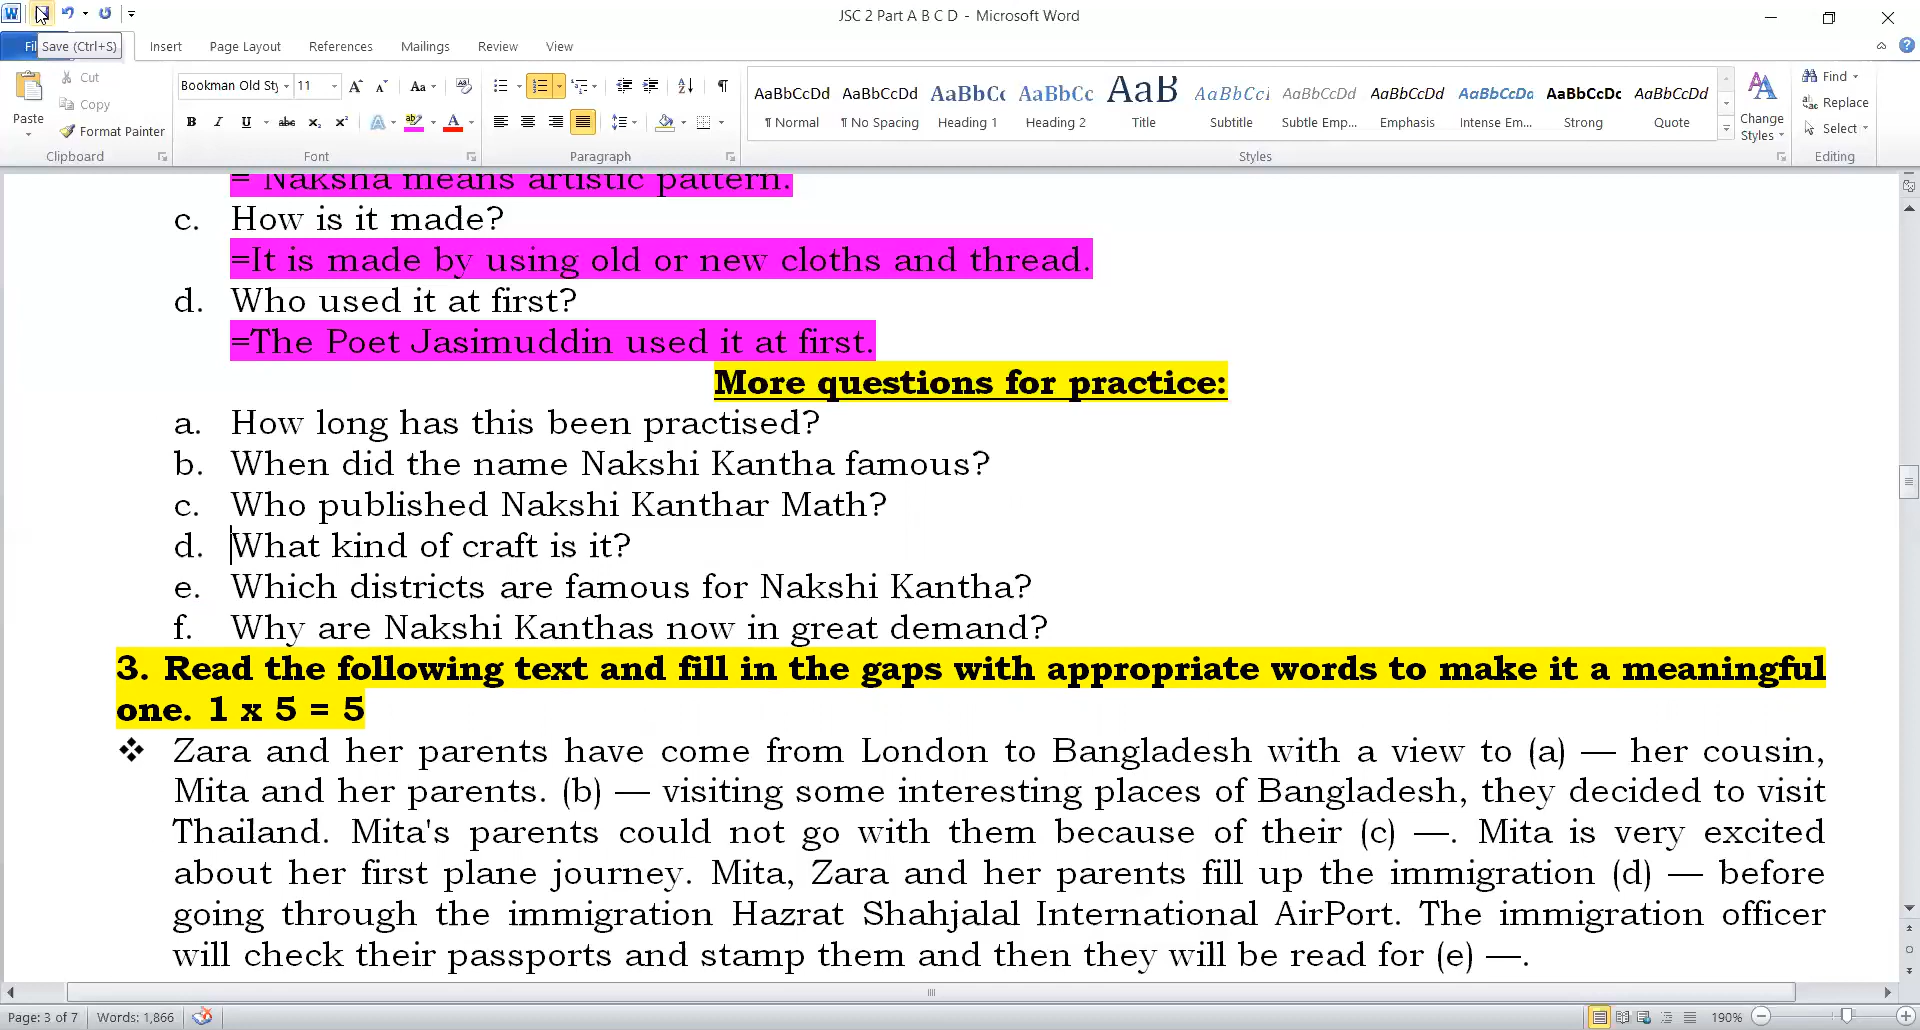 JSC 2 Part A B C D - Microsoft Word
Save (Ctrl+S)
Insert Page Layout References Mailings Review View
Paste
Cut
Copy
Format Painter
Clipboard
Bookman Old Sty 11
Font
Paragraph
AaBbCcDd AaBbCcDd AaBbCc AaBbCc AaB AaBbCcI AaBbCcDd AaBbCcDd AaBbCcDd AaBbCcDc AaBbCcDd
¶ Normal ¶ No Spacing Heading 1 Heading 2 Title Subtitle Subtle Emp... Emphasis Intense Em... Strong Quote
Styles
Change Styles
Find
Replace
Select
Editing
= Naksha means artistic pattern.
c. How is it made?
=It is made by using old or new cloths and thread.
d. Who used it at first?
=The Poet Jasimuddin used it at first.
More questions for practice:
a. How long has this been practised?
b. When did the name Nakshi Kantha famous?
c. Who published Nakshi Kanthar Math?
d. What kind of craft is it?
e. Which districts are famous for Nakshi Kantha?
f. Why are Nakshi Kanthas now in great demand?
3. Read the following text and fill in the gaps with appropriate words to make it a meaningful
one. 1 x 5 = 5
❖ Zara and her parents have come from London to Bangladesh with a view to (a) — her cousin,
Mita and her parents. (b) — visiting some interesting places of Bangladesh, they decided to visit
Thailand. Mita's parents could not go with them because of their (c) —. Mita is very excited
about her first plane journey. Mita, Zara and her parents fill up the immigration (d) — before
going through the immigration Hazrat Shahjalal International AirPort. The immigration officer
will check their passports and stamp them and then they will be read for (e) —.
Page: 3 of 7 Words: 1,866 190%